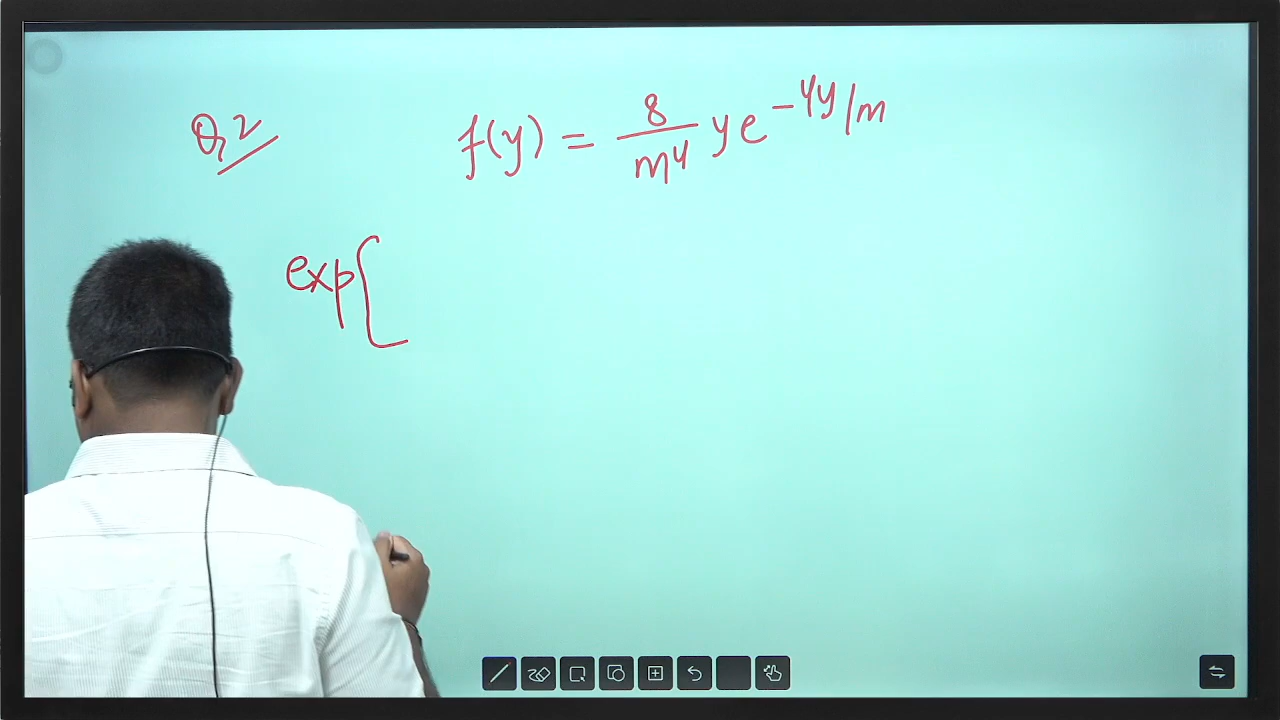 Q2 f(y) = 8/m⁴ y e^{-4y/m}
exp{